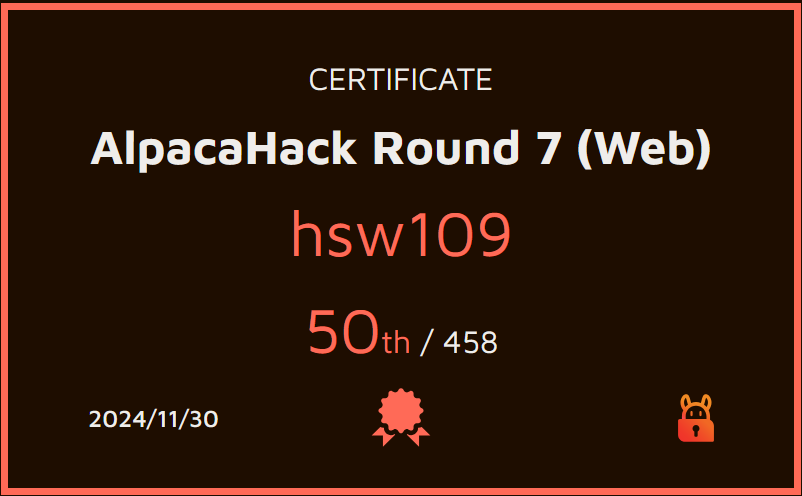 CERTIFICATE
AlpacaHack Round 7 (Web)
hsw109
50th / 458
2024/11/30